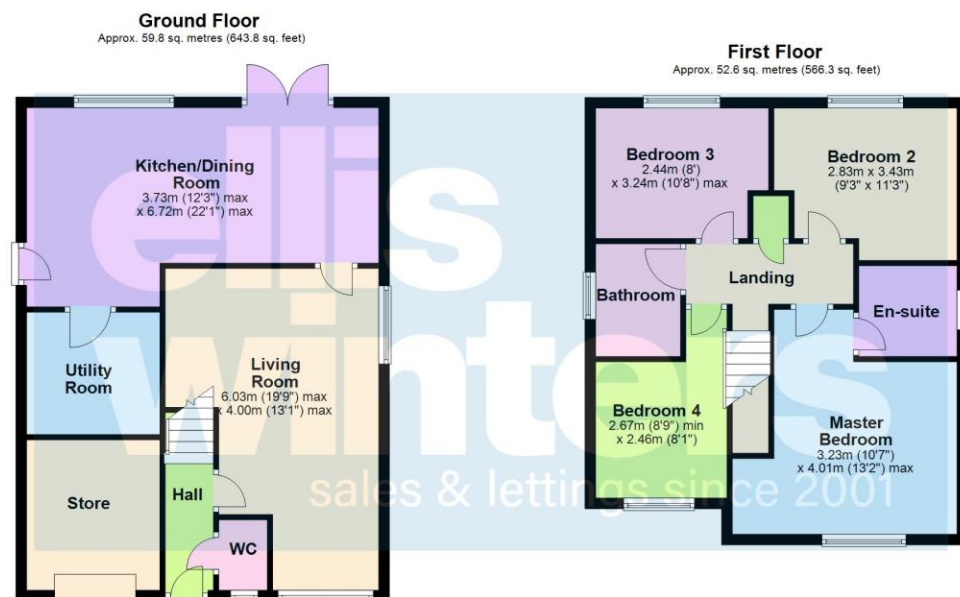 Ground Floor
Approx. 59.8 sq. metres (643.8 sq. feet)
Kitchen/Dining
Room
3.73m (12'3") max
x 6.72m (22'1") max
Utility
Room
Living
Room
6.03m (19'9") max
x 4.00m (13'1") max
Store
Hall
WC
First Floor
Approx. 52.6 sq. metres (566.3 sq. feet)
Bedroom 3
2.44m (8')
x 3.24m (10'8") max
Bedroom 2
2.83m x 3.43m
(9'3" x 11'3")
Landing
Bathroom
En-suite
Bedroom 4
2.67m (8'9") min
x 2.46m (8'1")
Master
Bedroom
3.23m (10'7")
x 4.01m (13'2") max
ellis
winters
sales & lettings since 2001